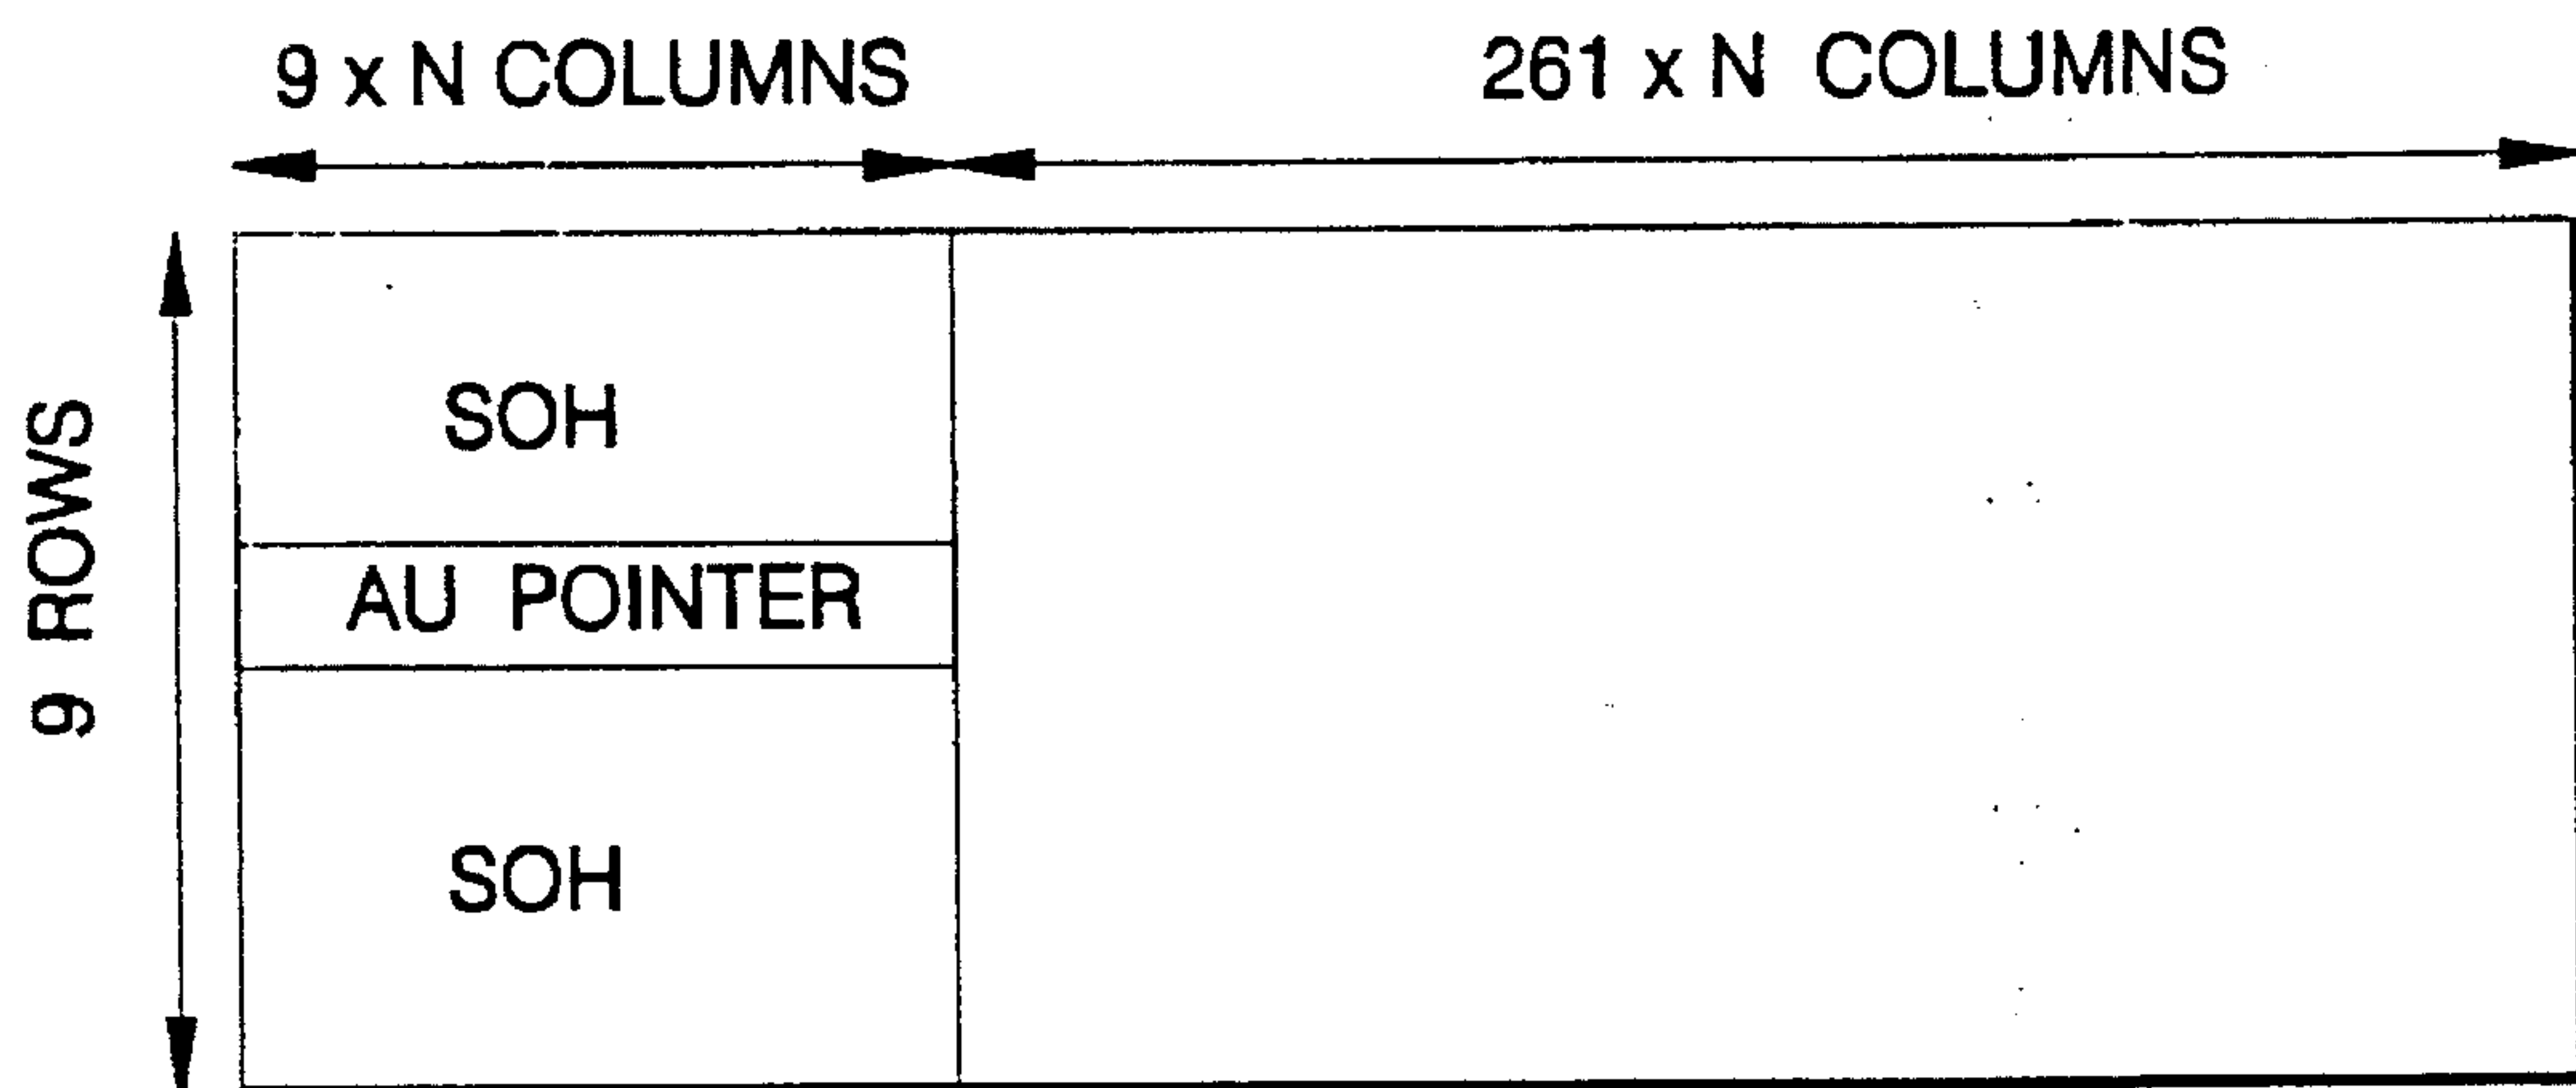 9 x N COLUMNS
261 x N COLUMNS
9 ROWS
SOH
AU POINTER
SOH